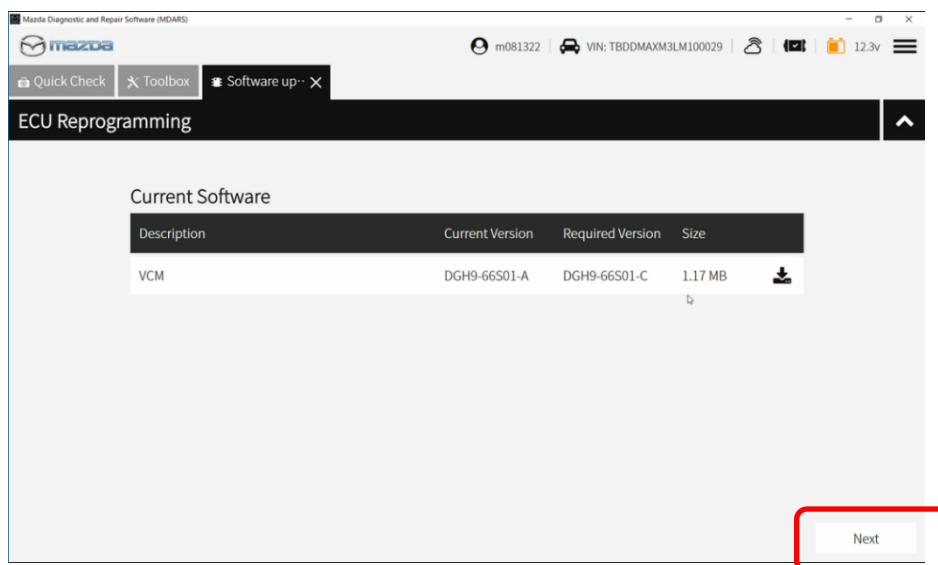 Mazda Diagnostic and Repair Software (MDARS)
mazda m081322 VIN: TBDDMAXM3LM100029 12.3v
Quick Check Toolbox Software up··
ECU Reprogramming
Current Software
Description Current Version Required Version Size
VCM DGH9-66S01-A DGH9-66S01-C 1.17 MB
Next